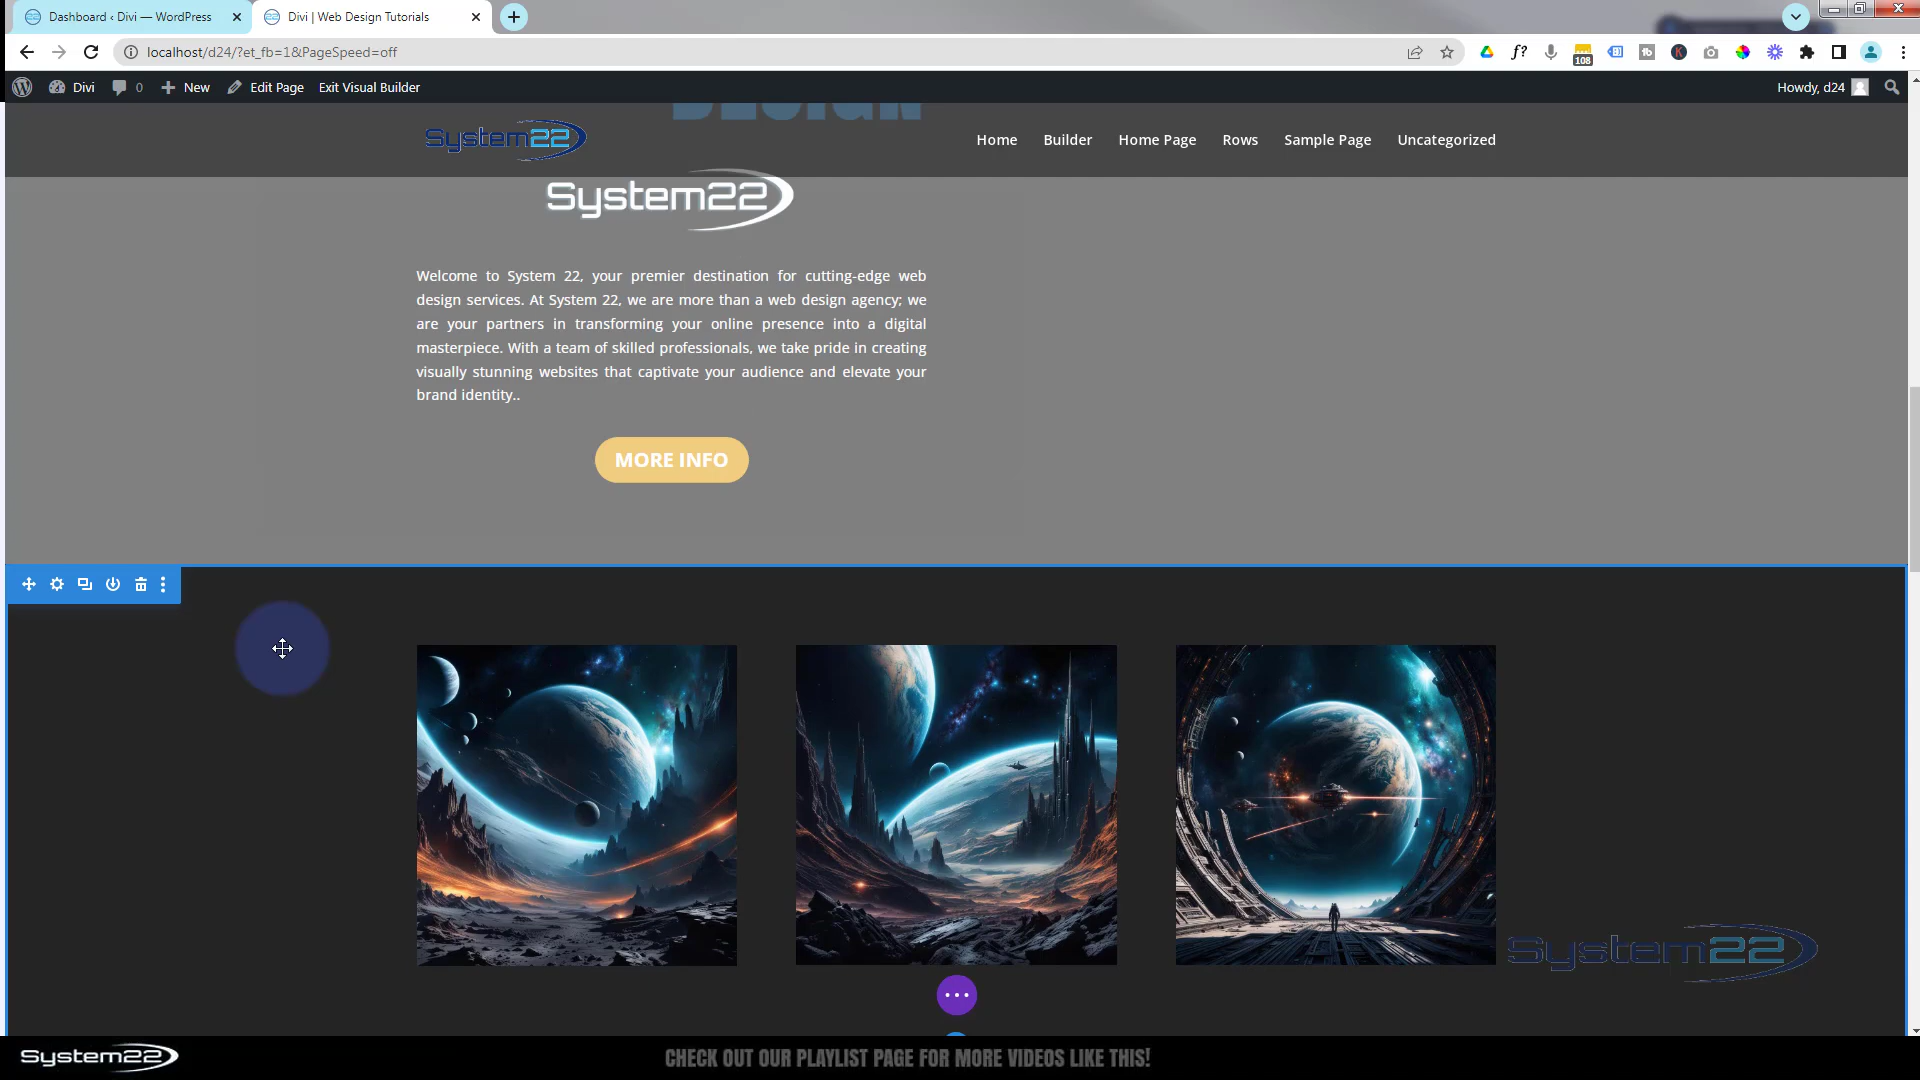 Dashboard ‹ Divi — WordPress
Divi | Web Design Tutorials
localhost/d24/?et_fb=1&PageSpeed=off
f?
tb
K
108
Divi
0
New
Edit Page
Exit Visual Builder
Howdy, d24
DESIGN
System22
Home
Builder
Home Page
Rows
Sample Page
Uncategorized
System22
Welcome to System 22, your premier destination for cutting-edge web
design services. At System 22, we are more than a web design agency; we
are your partners in transforming your online presence into a digital
masterpiece. With a team of skilled professionals, we take pride in creating
visually stunning websites that captivate your audience and elevate your
brand identity..
MORE INFO
System22
System22
CHECK OUT OUR PLAYLIST PAGE FOR MORE VIDEOS LIKE THIS!